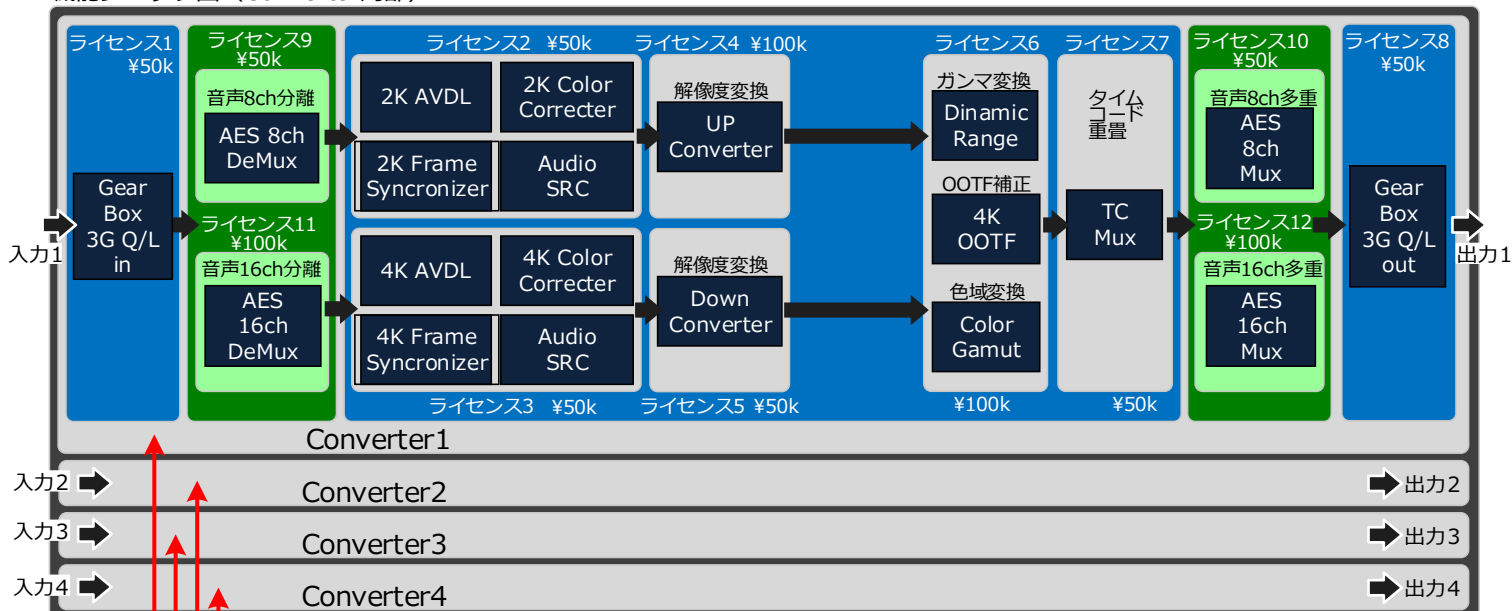 ライセンス1
¥50k
ライセンス9
¥50k
ライセンス2 ¥50k
ライセンス4 ¥100k
ライセンス6
ライセンス7
ライセンス10
¥50k
ライセンス8
¥50k
音声8ch分離
AES 8ch
DeMux
2K AVDL
2K Color
Correcter
2K Frame
Syncronizer
Audio
SRC
解像度変換
UP
Converter
ガンマ変換
Dinamic
Range
タイム
コード
重畳
音声8ch多重
AES
8ch
Mux
入力1
Gear
Box
3G Q/L
in
OOTF補正
4K
OOTF
TC
Mux
Gear
Box
3G Q/L
out
出力1
ライセンス11
¥100k
音声16ch分離
AES
16ch
DeMux
4K AVDL
4K Color
Correcter
4K Frame
Syncronizer
Audio
SRC
解像度変換
Down
Converter
色域変換
Color
Gamut
ライセンス12
¥100k
音声16ch多重
AES
16ch
Mux
ライセンス3 ¥50k
ライセンス5 ¥50k
¥100k
¥50k
Converter1
入力2
Converter2
出力2
入力3
Converter3
出力3
入力4
Converter4
出力4